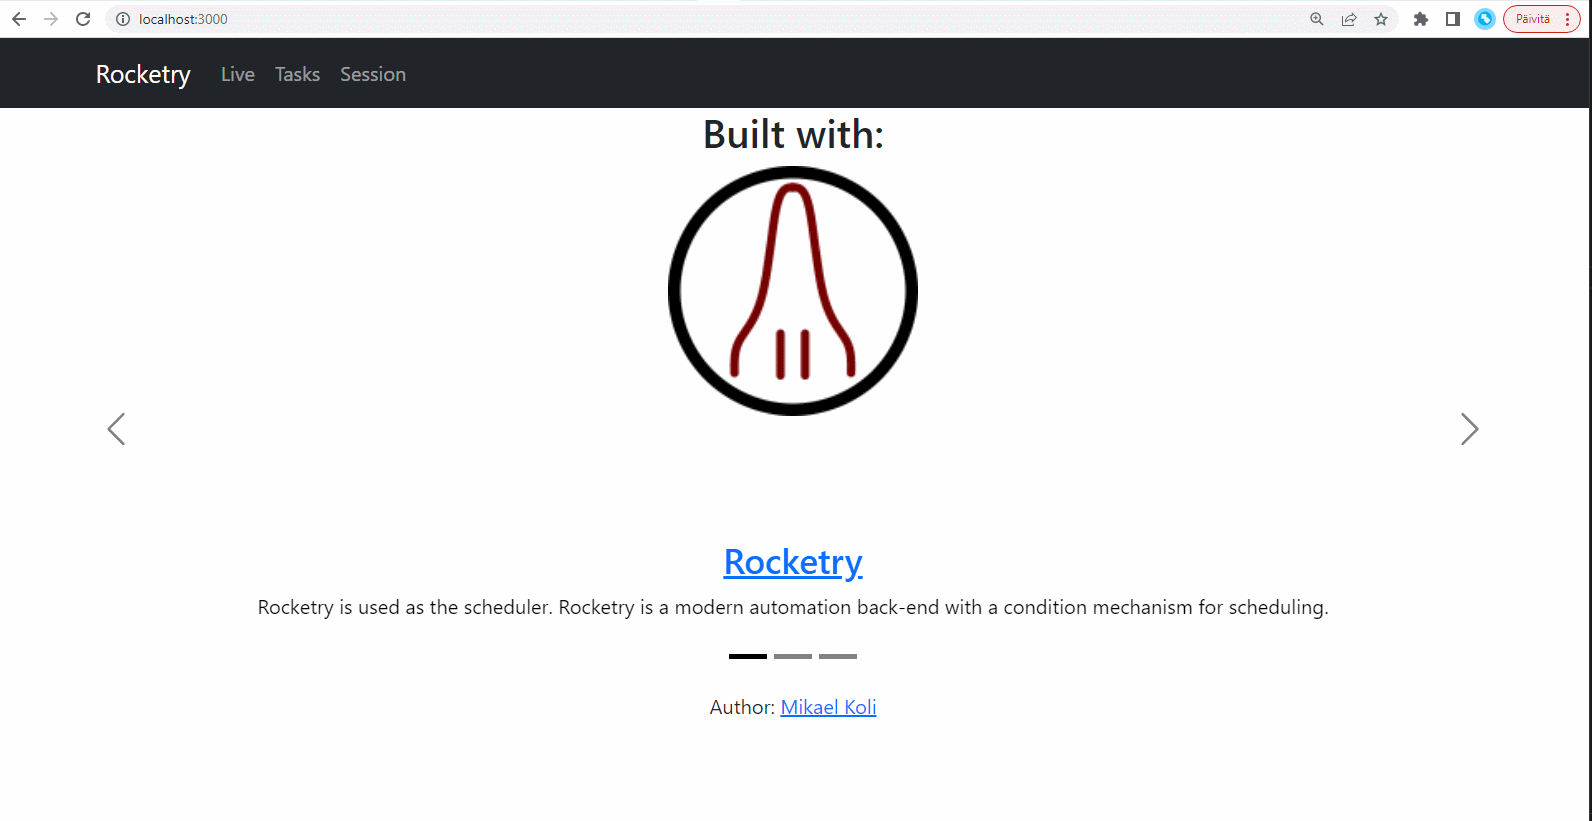 localhost:3000
Päivitä
Rocketry Live Tasks Session
Built with:
Rocketry
Rocketry is used as the scheduler. Rocketry is a modern automation back-end with a condition mechanism for scheduling.
Author: Mikael Koli